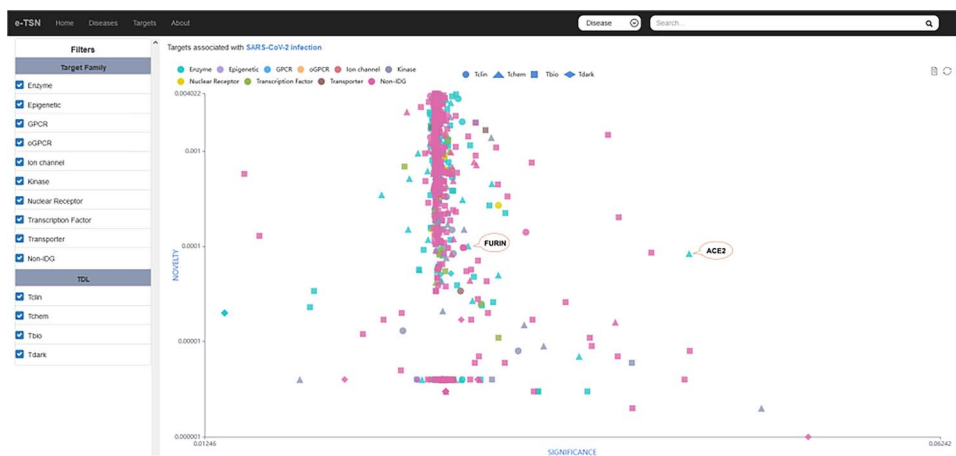 e-TSN Home Diseases Targets About Disease Search...
Filters
Target Family
Enzyme
Epigenetic
GPCR
oGPCR
Ion channel
Kinase
Nuclear Receptor
Transcription Factor
Transporter
Non-IDG
TDL
Tclin
Tchem
Tbio
Tdark
Targets associated with SARS-CoV-2 infection
Enzyme Epigenetic GPCR oGPCR Ion channel Kinase
Nuclear Receptor Transcription Factor Transporter Non-IDG
Tclin Tchem Tbio Tdark
0.004022
0.001
0.0001
0.00001
0.000001
NOVELTY
FURIN
ACE2
0.01246
0.06242
SIGNIFICANCE